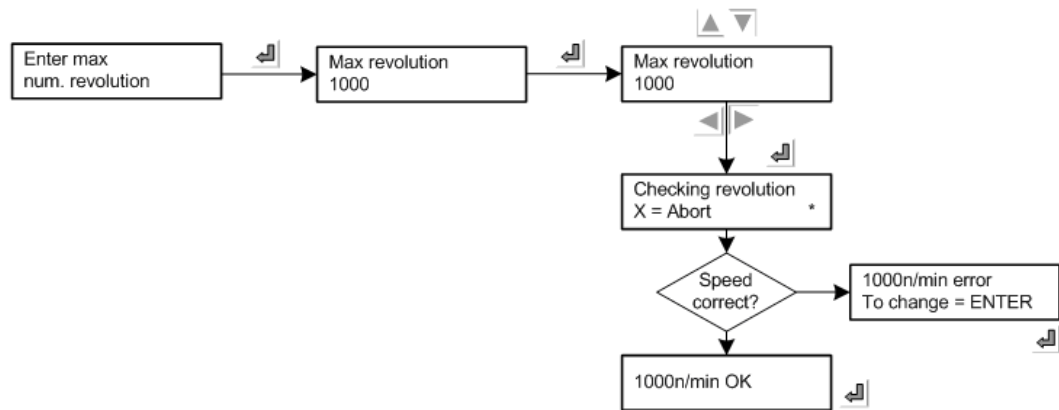 Enter max
num. revolution
Max revolution
1000
Max revolution
1000
Checking revolution
X = Abort *
Speed
correct?
1000n/min error
To change = ENTER
1000n/min OK